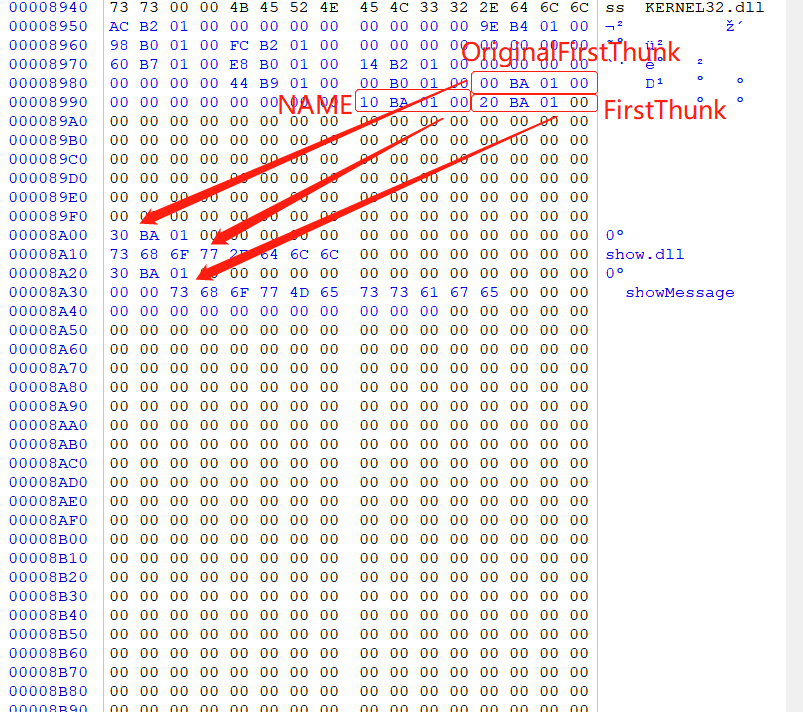 00008940 73 73 00 00 4B 45 52 4E 45 4C 33 32 2E 64 6C 6C ss KERNEL32.dll
00008950 AC B2 01 00 00 00 00 00 00 00 00 00 9E B4 01 00 ¬² ž´
00008960 98 B0 01 00 FC B2 01 00 00 00 00 00 00 00 00 00 ü²
OriginalFirstThunk
00008970 60 B7 01 00 E8 B0 01 00 14 B2 01 00 00 00 00 00 `· è° ²
00008980 00 00 00 00 44 B9 01 00 00 B0 01 00 00 BA 01 00 D¹ ° º
00008990 00 00 00 00 00 00 NAME 10 BA 01 00 20 BA 01 00 º º
FirstThunk
000089A0 00 00 00 00 00 00 00 00 00 00 00 00 00 00 00 00
000089B0 00 00 00 00 00 00 00 00 00 00 00 00 00 00 00 00
000089C0 00 00 00 00 00 00 00 00 00 00 00 00 00 00 00 00
000089D0 00 00 00 00 00 00 00 00 00 00 00 00 00 00 00 00
000089E0 00 00 00 00 00 00 00 00 00 00 00 00 00 00 00 00
000089F0 00 00 00 00 00 00 00 00 00 00 00 00 00 00 00 00
00008A00 30 BA 01 00 00 00 00 00 00 00 00 00 00 00 00 00 0º
00008A10 73 68 6F 77 2E 64 6C 6C 00 00 00 00 00 00 00 00 show.dll
00008A20 30 BA 01 00 00 00 00 00 00 00 00 00 00 00 00 00 0º
00008A30 00 00 73 68 6F 77 4D 65 73 73 61 67 65 00 00 00 showMessage
00008A40 00 00 00 00 00 00 00 00 00 00 00 00 00 00 00 00
00008A50 00 00 00 00 00 00 00 00 00 00 00 00 00 00 00 00
00008A60 00 00 00 00 00 00 00 00 00 00 00 00 00 00 00 00
00008A70 00 00 00 00 00 00 00 00 00 00 00 00 00 00 00 00
00008A80 00 00 00 00 00 00 00 00 00 00 00 00 00 00 00 00
00008A90 00 00 00 00 00 00 00 00 00 00 00 00 00 00 00 00
00008AA0 00 00 00 00 00 00 00 00 00 00 00 00 00 00 00 00
00008AB0 00 00 00 00 00 00 00 00 00 00 00 00 00 00 00 00
00008AC0 00 00 00 00 00 00 00 00 00 00 00 00 00 00 00 00
00008AD0 00 00 00 00 00 00 00 00 00 00 00 00 00 00 00 00
00008AE0 00 00 00 00 00 00 00 00 00 00 00 00 00 00 00 00
00008AF0 00 00 00 00 00 00 00 00 00 00 00 00 00 00 00 00
00008B00 00 00 00 00 00 00 00 00 00 00 00 00 00 00 00 00
00008B10 00 00 00 00 00 00 00 00 00 00 00 00 00 00 00 00
00008B20 00 00 00 00 00 00 00 00 00 00 00 00 00 00 00 00
00008B30 00 00 00 00 00 00 00 00 00 00 00 00 00 00 00 00
00008B40 00 00 00 00 00 00 00 00 00 00 00 00 00 00 00 00
00008B50 00 00 00 00 00 00 00 00 00 00 00 00 00 00 00 00
00008B60 00 00 00 00 00 00 00 00 00 00 00 00 00 00 00 00
00008B70 00 00 00 00 00 00 00 00 00 00 00 00 00 00 00 00
00008B80 00 00 00 00 00 00 00 00 00 00 00 00 00 00 00 00
00008B90 00 00 00 00 00 00 00 00 00 00 00 00 00 00 00 00